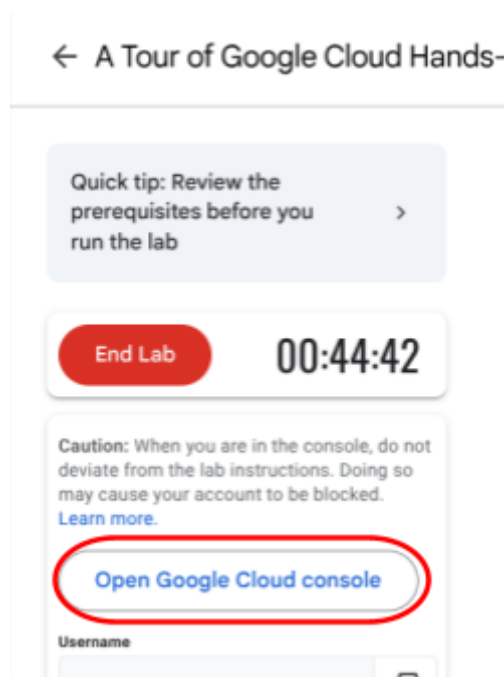 ← A Tour of Google Cloud Hands-
Quick tip: Review the
prerequisites before you
run the lab
End Lab
00:44:42
Caution: When you are in the console, do not
deviate from the lab instructions. Doing so
may cause your account to be blocked.
Learn more.
Open Google Cloud console
Username